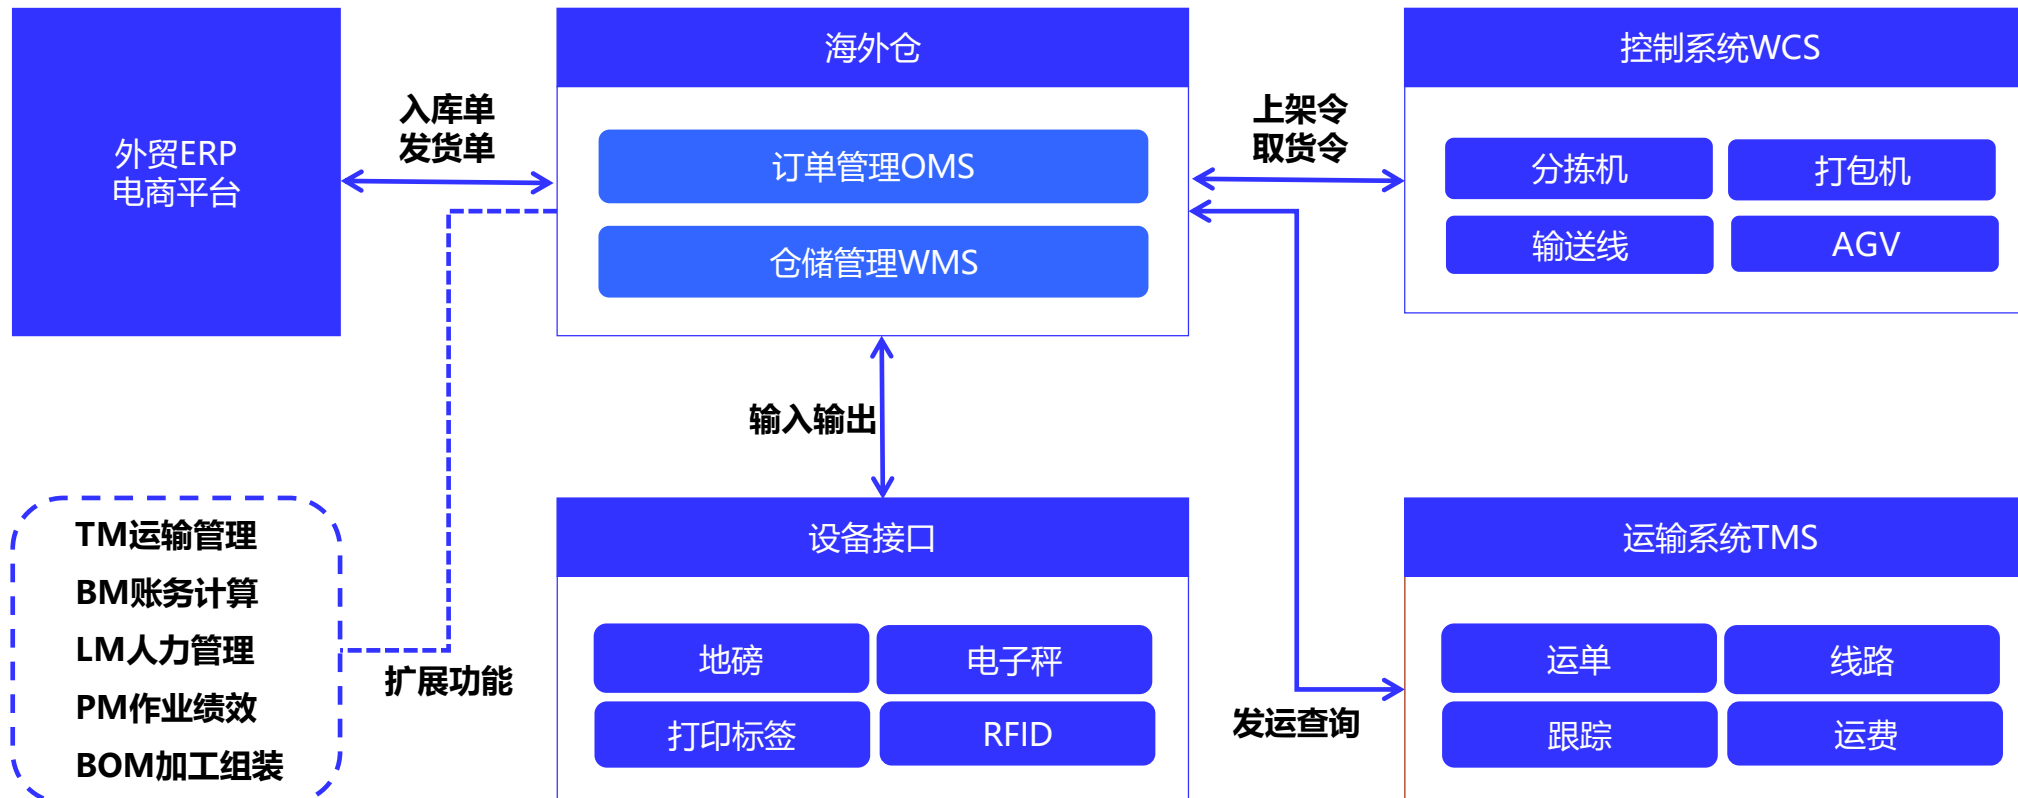 外贸ERP
电商平台
入库单
发货单
海外仓
订单管理OMS
仓储管理WMS
上架令
取货令
控制系统WCS
分拣机
打包机
输送线
AGV
输入输出
TM运输管理
BM账务计算
LM人力管理
PM作业绩效
BOM加工组装
扩展功能
设备接口
地磅
电子秤
打印标签
RFID
发运查询
运输系统TMS
运单
线路
跟踪
运费